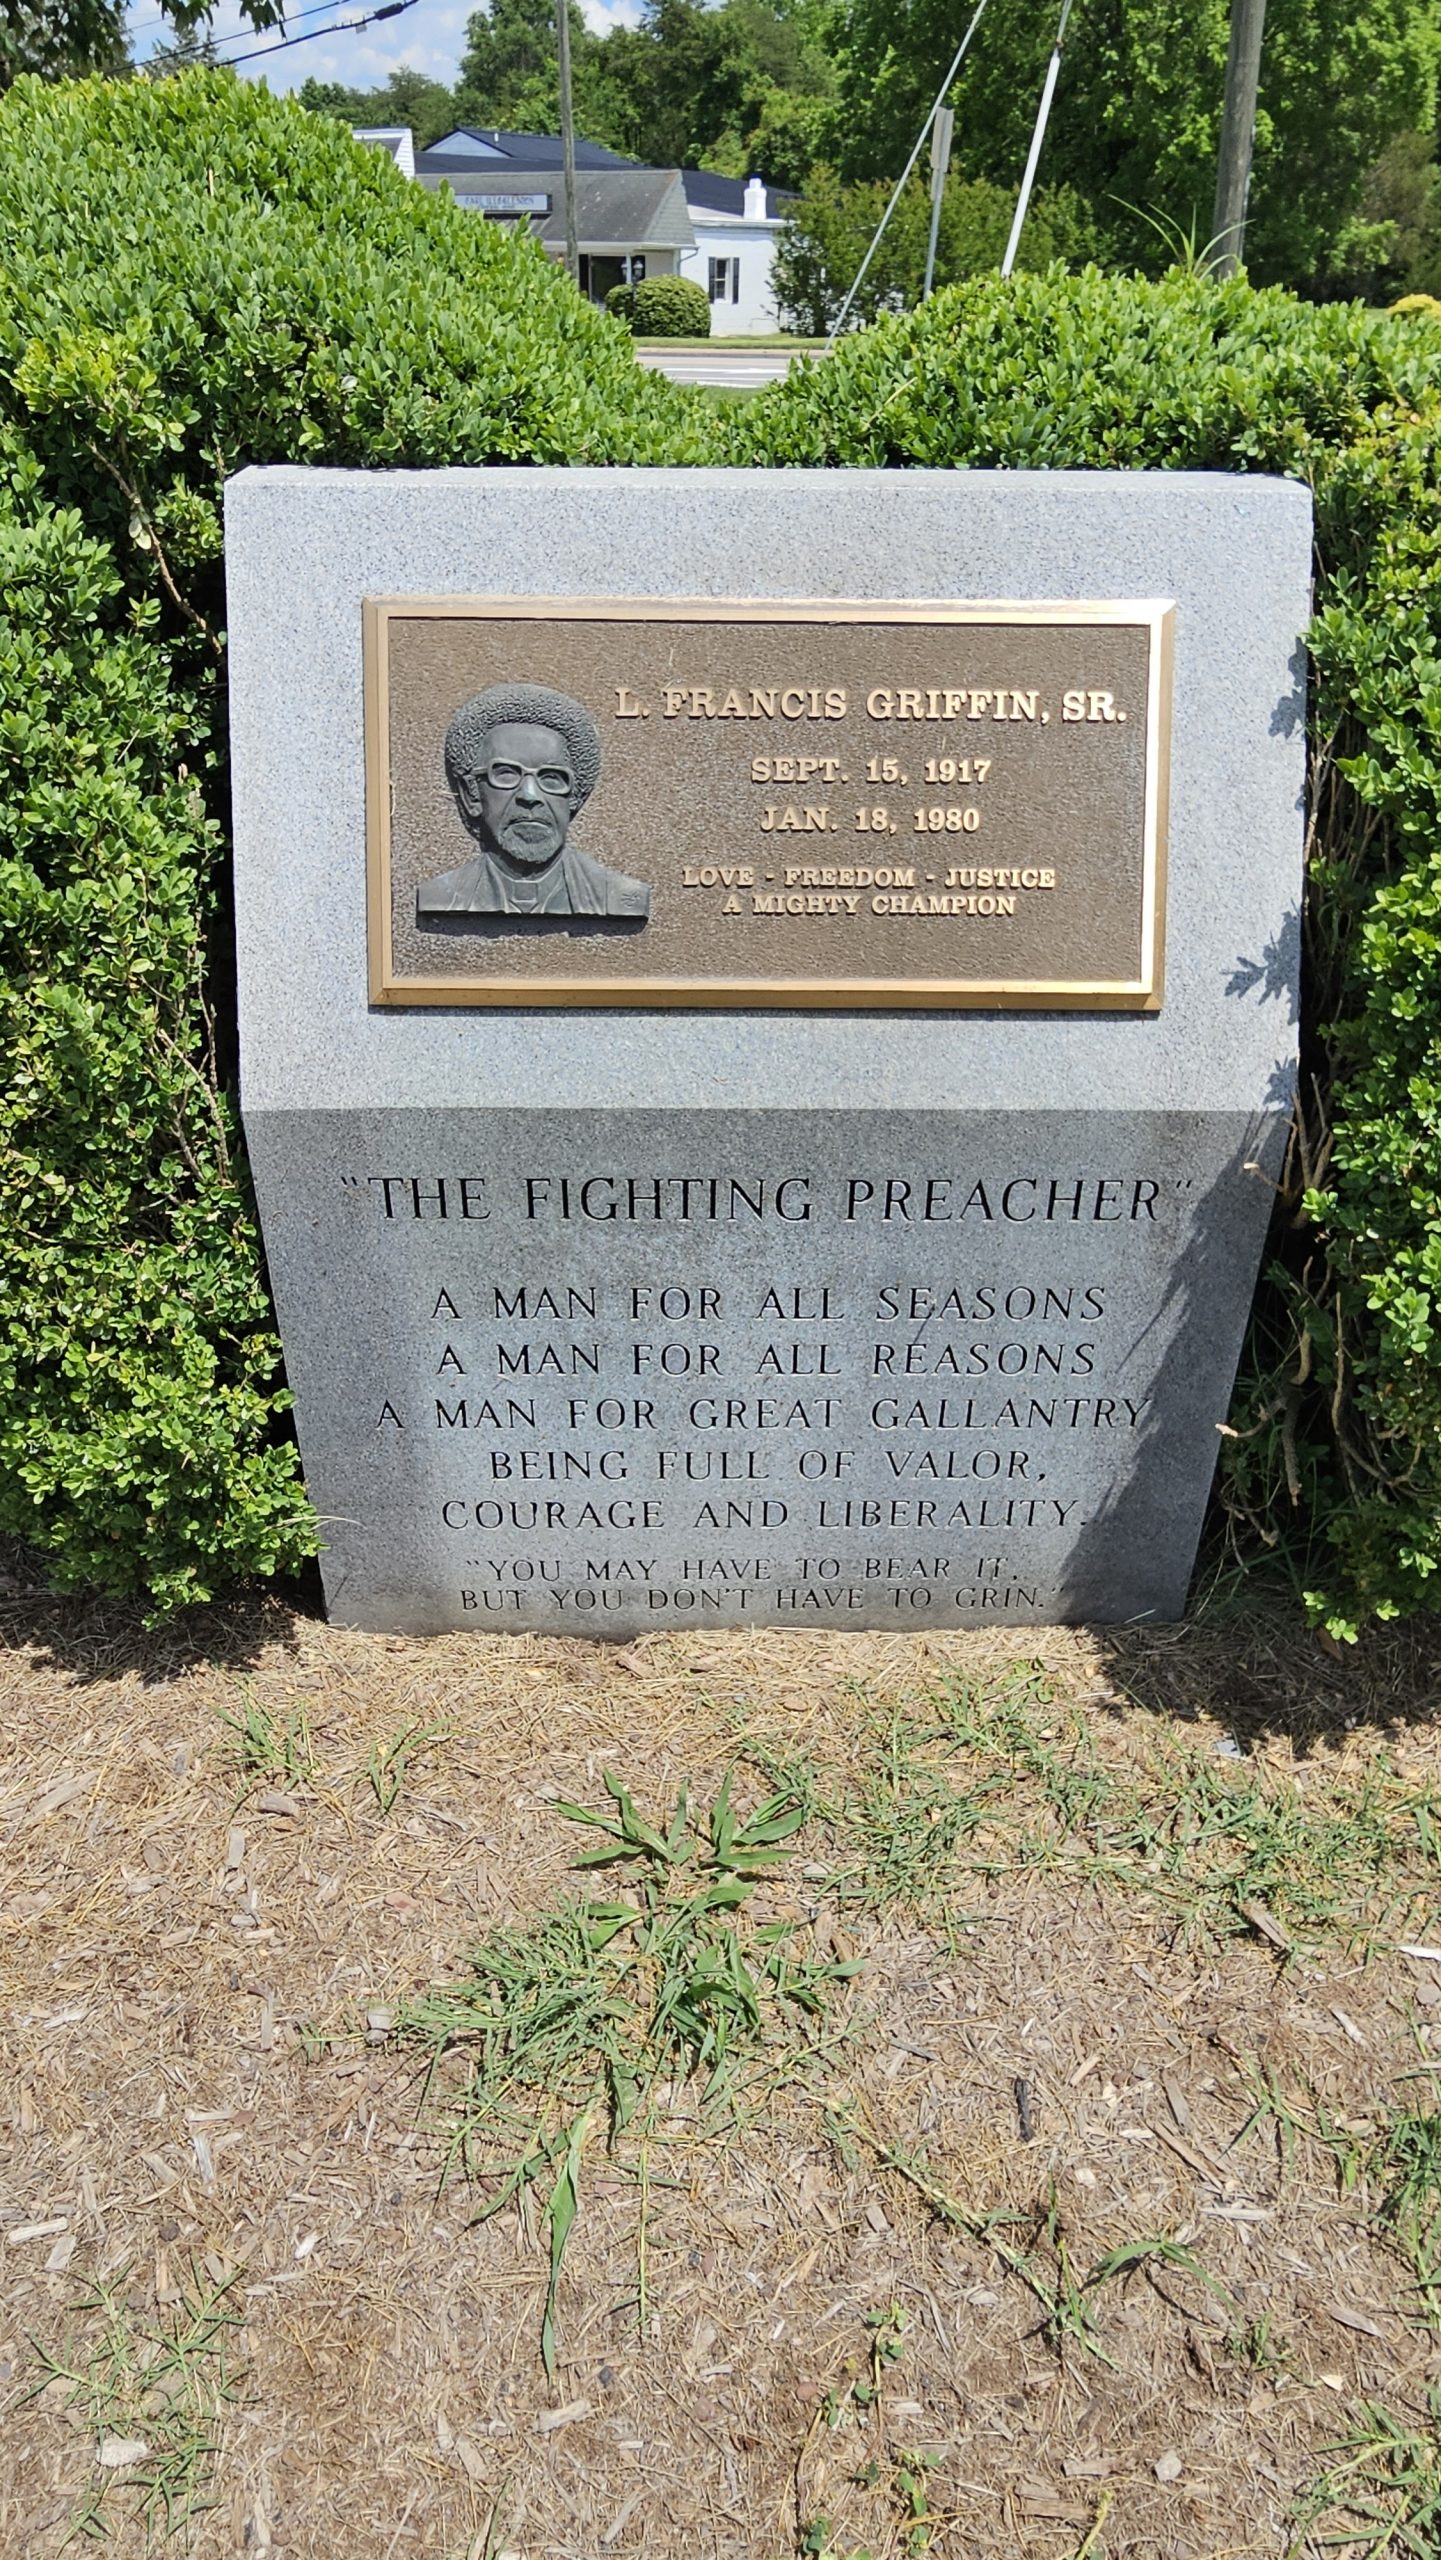 L. FRANCIS GRIFFIN, SR.
SEPT. 15, 1917
JAN. 18, 1980
LOVE - FREEDOM - JUSTICE
A MIGHTY CHAMPION
"THE FIGHTING PREACHER"
A MAN FOR ALL SEASONS
A MAN FOR ALL REASONS
A MAN FOR GREAT GALLANTRY
BEING FULL OF VALOR,
COURAGE AND LIBERALITY.
"YOU MAY HAVE TO BEAR IT,
BUT YOU DON'T HAVE TO GRIN."